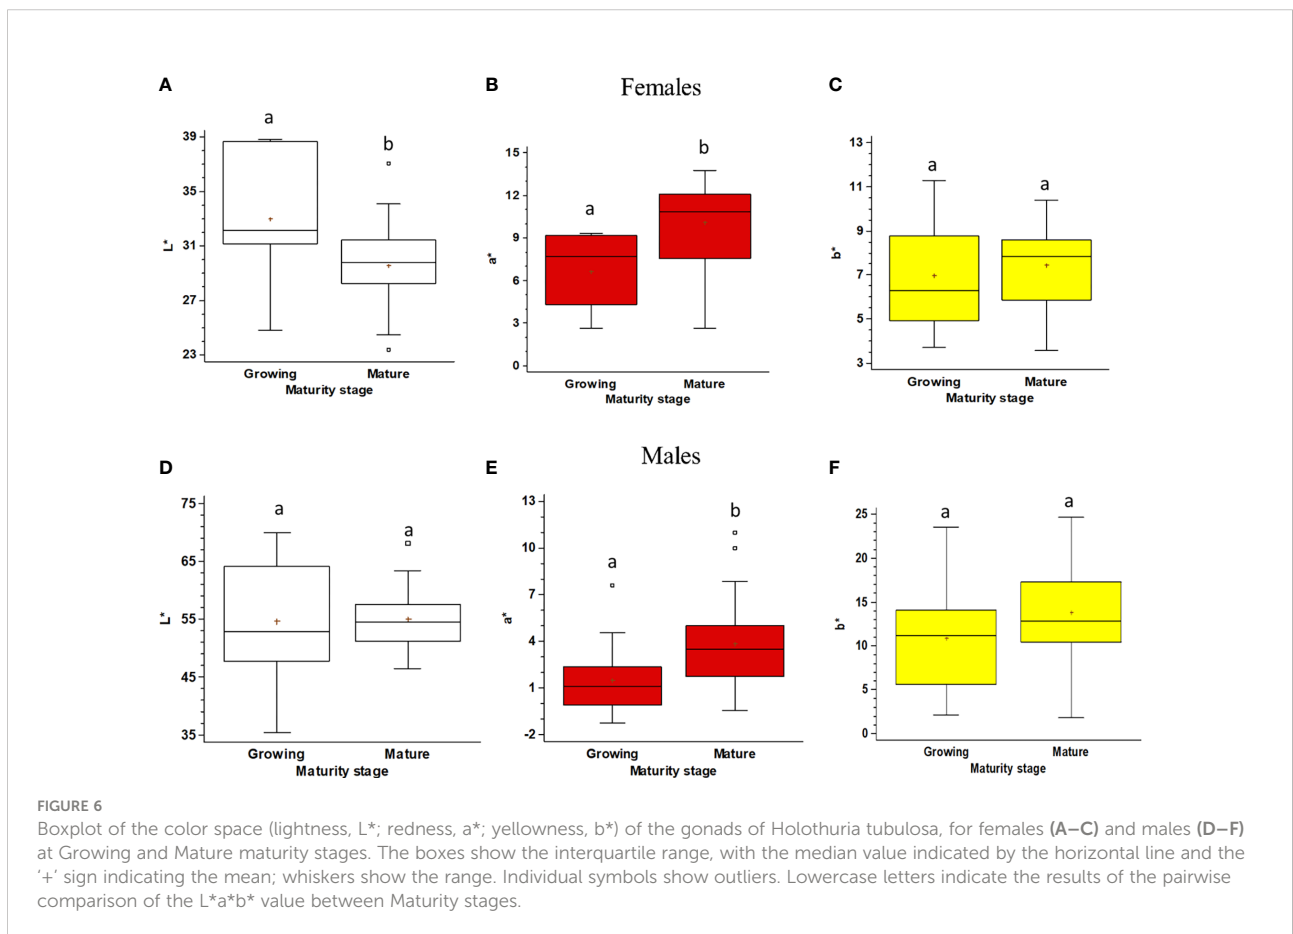 A
B
Females
C
a
b
39
35
31
27
23
L*
Growing
Mature
Maturity stage
a
b
15
12
9
6
3
0
a*
Growing
Mature
Maturity stage
a
a
13
11
9
7
5
3
b*
Growing
Mature
Maturity stage
D
E
Males
F
a
a
75
65
55
45
35
L*
Growing
Mature
Maturity stage
a
b
13
10
7
4
1
-2
a*
Growing
Mature
Maturity stage
a
a
25
20
15
10
5
0
b*
Growing
Mature
Maturity stage
FIGURE 6
Boxplot of the color space (lightness, L*; redness, a*; yellowness, b*) of the gonads of Holothuria tubulosa, for females (A–C) and males (D–F)
at Growing and Mature maturity stages. The boxes show the interquartile range, with the median value indicated by the horizontal line and the
‘+’ sign indicating the mean; whiskers show the range. Individual symbols show outliers. Lowercase letters indicate the results of the pairwise
comparison of the L*a*b* value between Maturity stages.